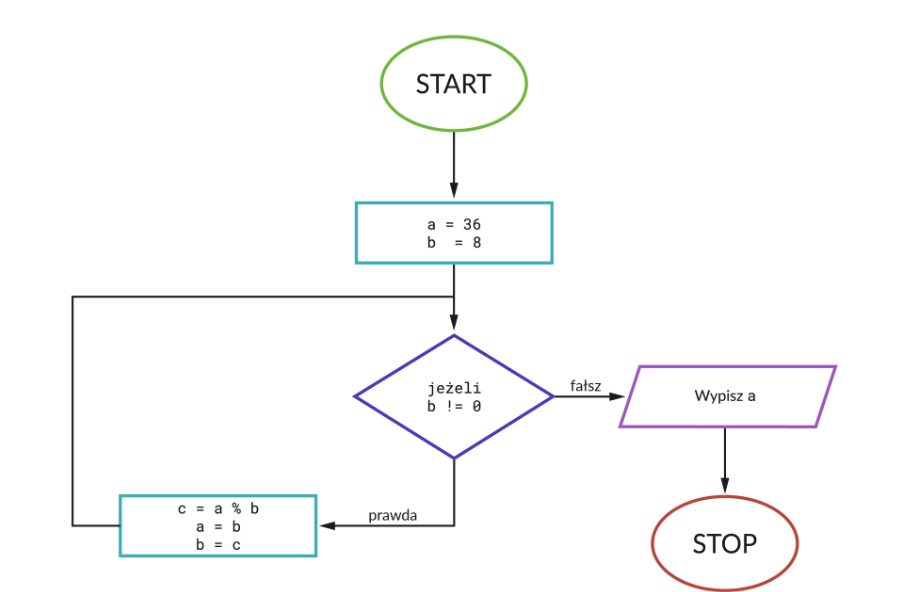 START
a = 36
b = 8
jeżeli
b != 0
fałsz
Wypisz a
prawda
c = a % b
a = b
b = c
STOP